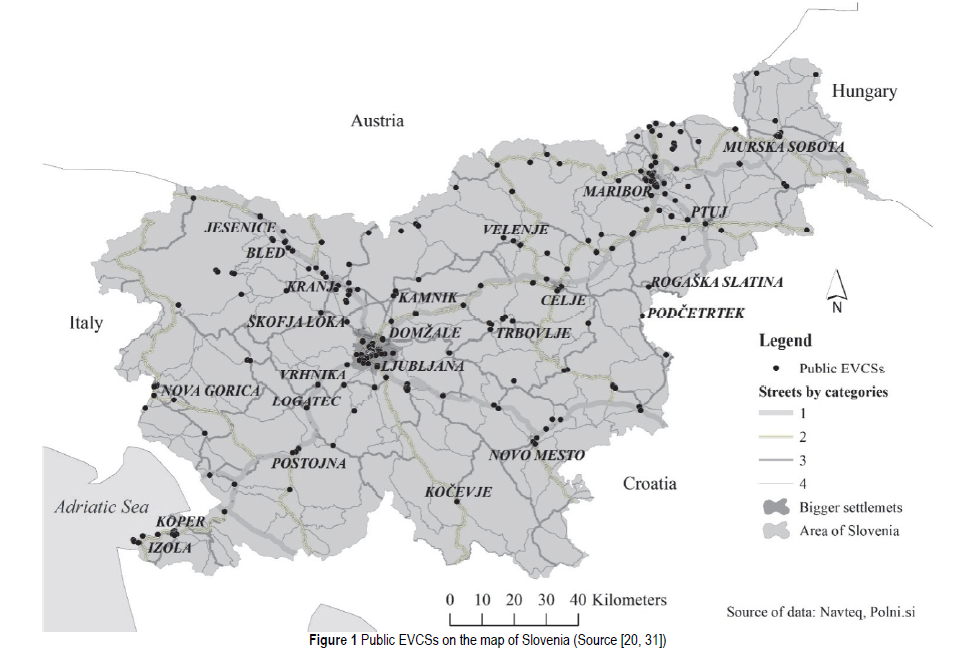 Austria
Hungary
MURSKA SOBOTA
MARIBOR
PTUJ
JESENICE
VELENJE
BLED
KRANJ
KAMNIK
CELJE
ROGAŠKA SLATINA
Italy
ŠKOFJA LOKA
PODČETRTEK
DOMŽALE
TRBOVLJE
LJUBLJANA
VRHNIKA
NOVA GORICA
LOGATEC
POSTOJNA
NOVO MESTO
KOČEVJE
Croatia
Adriatic Sea
KOPER
IZOLA
N
Legend
Public EVCSs
Streets by categories
1
2
3
4
Bigger settlemets
Area of Slovenia
0 10 20 30 40 Kilometers
Source of data: Navteq, Polni.si
Figure 1 Public EVCSs on the map of Slovenia (Source [20, 31])